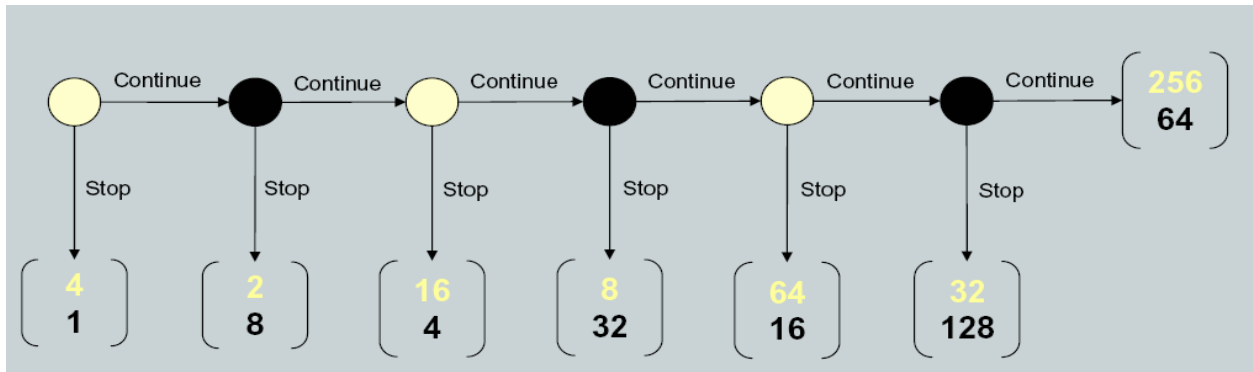 Continue Continue Continue Continue Continue Continue
256
64
Stop Stop Stop Stop Stop Stop
4 2 16 8 64 32
1 8 4 32 16 128